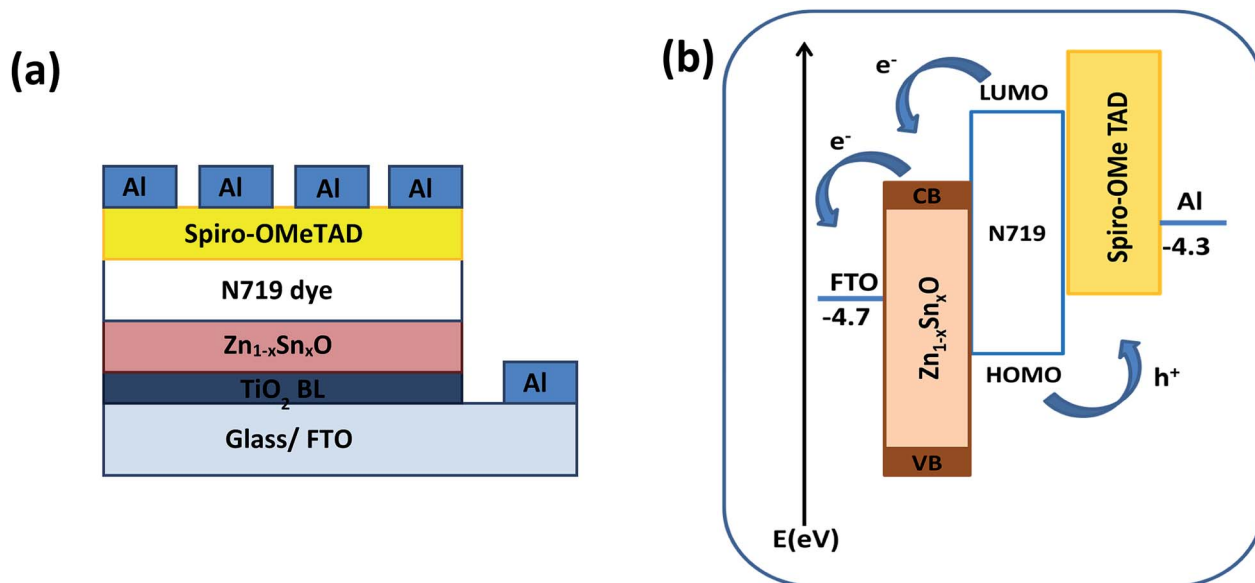 (a)
Al Al Al Al
Spiro-OMeTAD
N719 dye
Zn₁₋ₓSnₓO
TiO₂ BL
Al
Glass/ FTO
(b)
e⁻
LUMO
e⁻
CB
N719
Spiro-OMe TAD
Al
-4.3
FTO
-4.7
Zn₁₋ₓSnₓO
HOMO
h⁺
VB
E(eV)